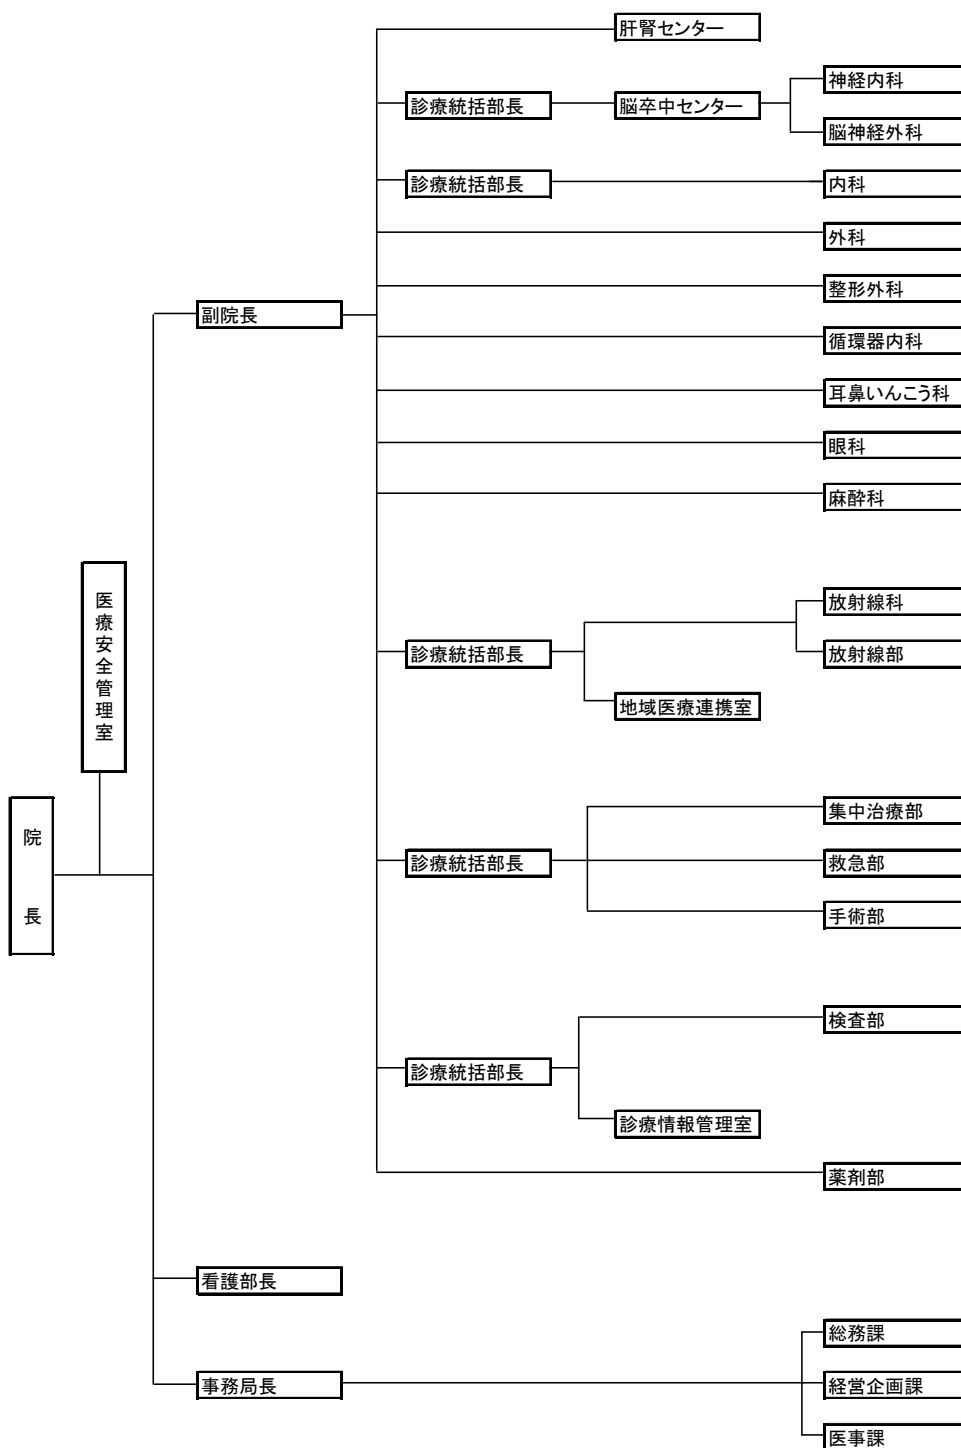 肝腎センター
神経内科
診療統括部長
脳卒中センター
脳神経外科
診療統括部長
内科
外科
整形外科
副院長
循環器内科
耳鼻いんこう科
眼科
麻酔科
医療安全管理室
放射線科
診療統括部長
放射線部
地域医療連携室
院長
集中治療部
診療統括部長
救急部
手術部
検査部
診療統括部長
診療情報管理室
薬剤部
看護部長
総務課
事務局長
経営企画課
医事課